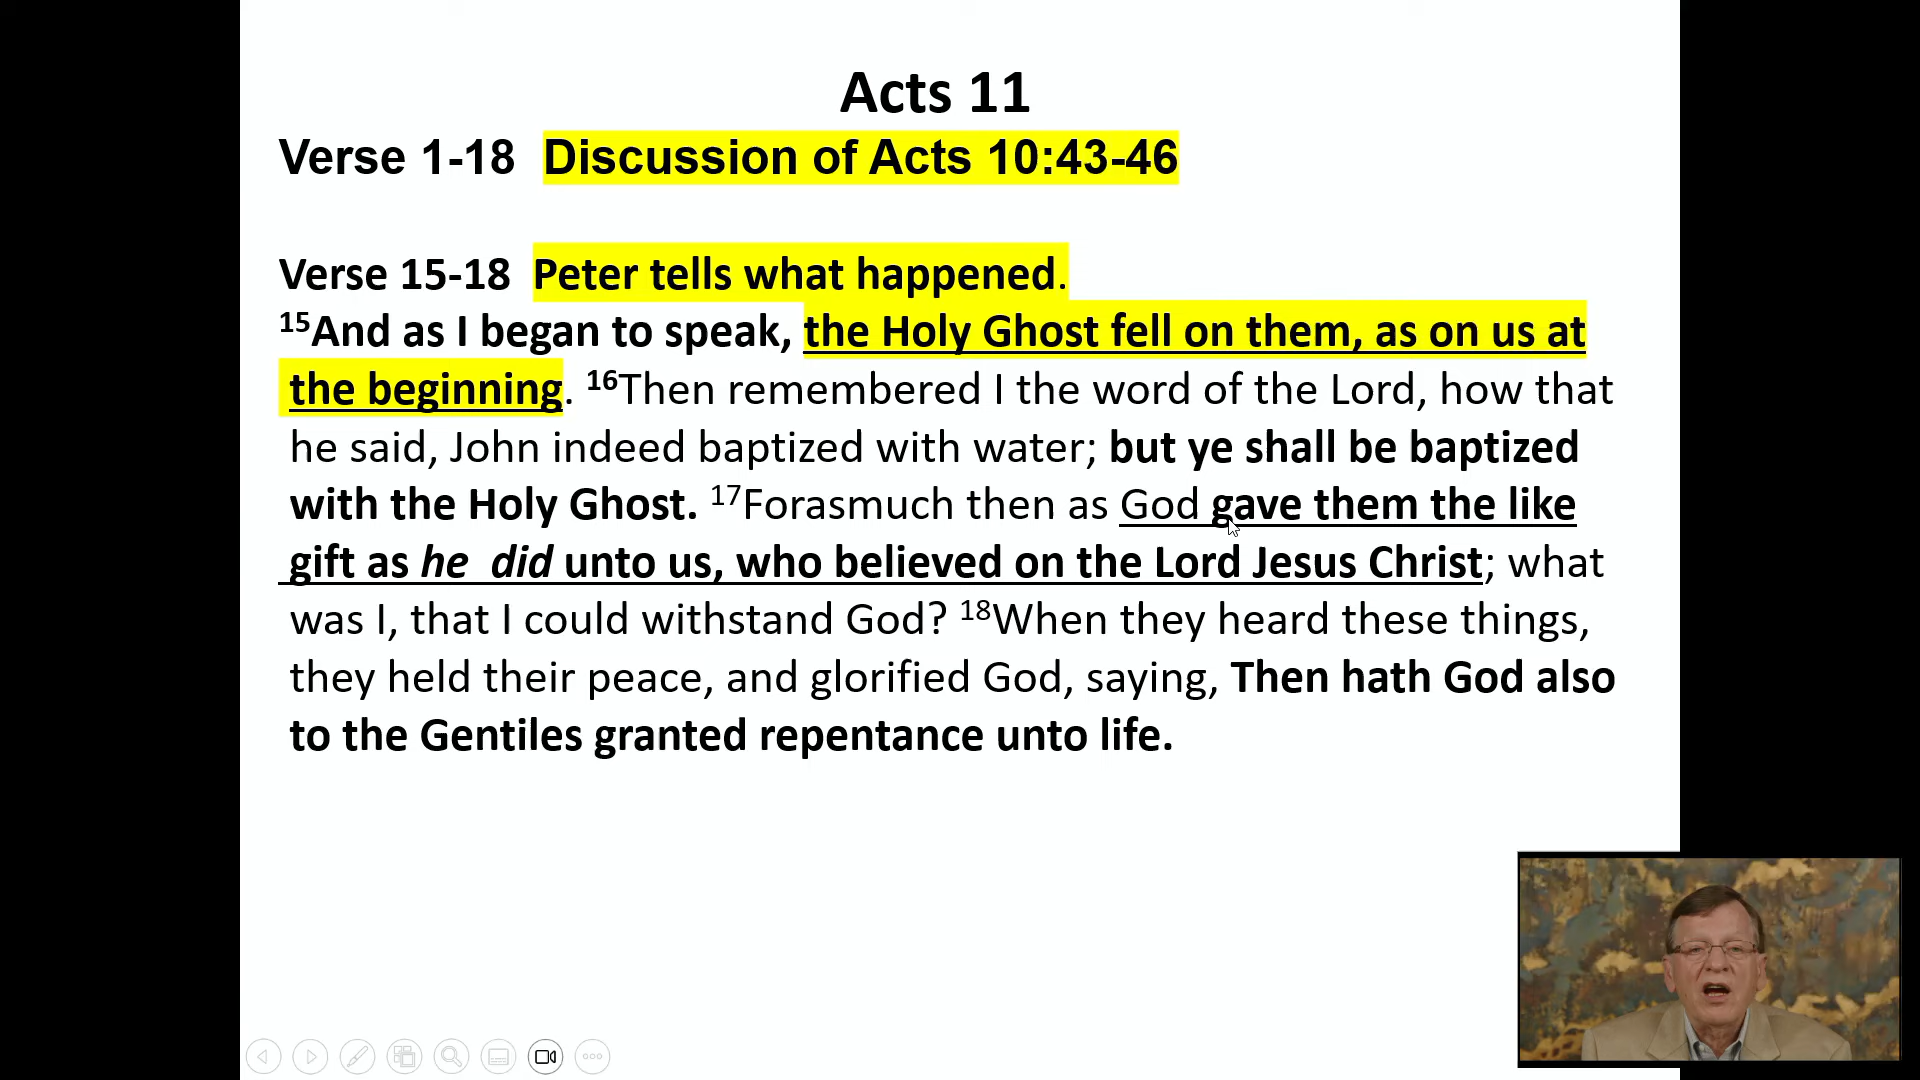 Acts 11
Verse 1-18 Discussion of Acts 10:43-46
Verse 15-18 Peter tells what happened.
15And as I began to speak, the Holy Ghost fell on them, as on us at
the beginning. 16Then remembered I the word of the Lord, how that
he said, John indeed baptized with water; but ye shall be baptized
with the Holy Ghost. 17Forasmuch then as God gave them the like
gift as he did unto us, who believed on the Lord Jesus Christ; what
was I, that I could withstand God? 18When they heard these things,
they held their peace, and glorified God, saying, Then hath God also
to the Gentiles granted repentance unto life.